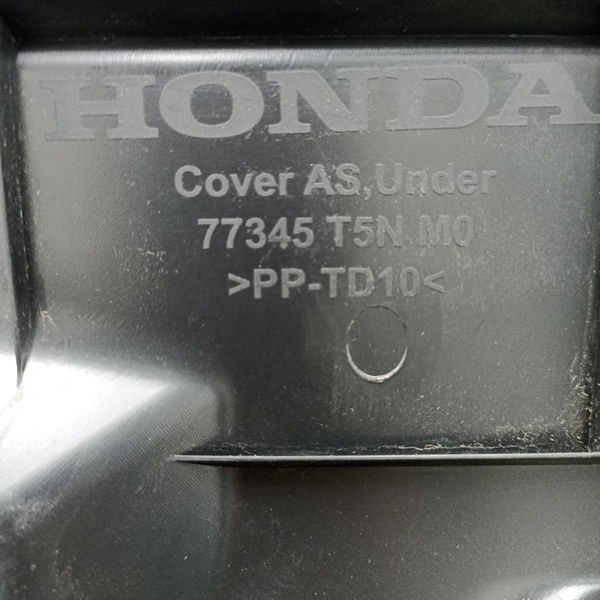 HONDA
Cover AS,Under
77345 T5N M0
>PP-TD10<